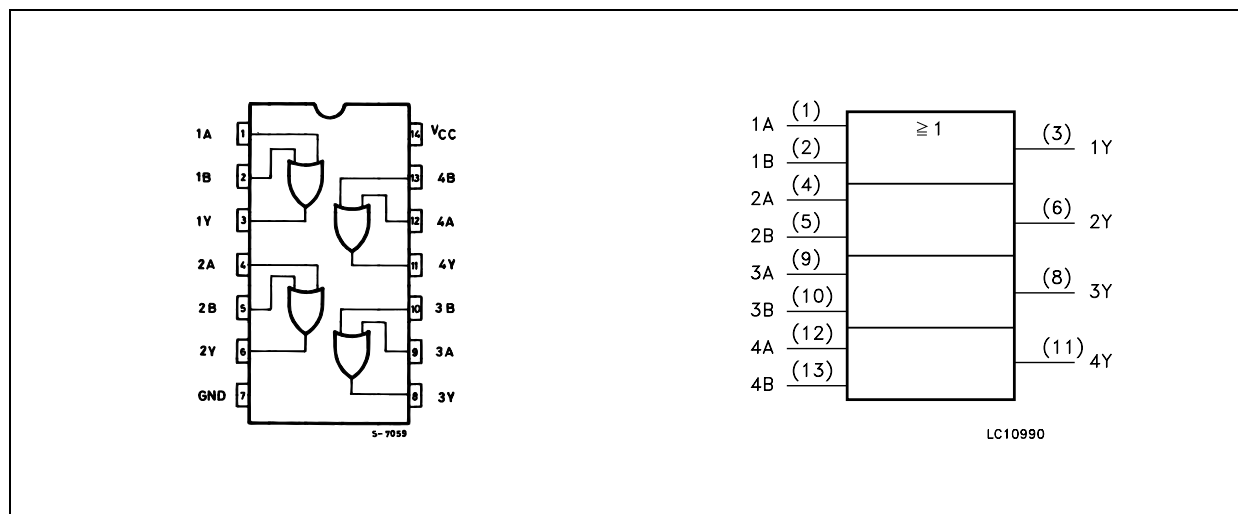 1A 1 14 VCC
1B 2 13 4B
1Y 3 12 4A
2A 4 11 4Y
2B 5 10 3B
2Y 6 9 3A
GND 7 8 3Y
S-7059
1A (1) ≧ 1
(3) 1Y
1B (2)
2A (4)
(6) 2Y
2B (5)
3A (9)
(8) 3Y
3B (10)
4A (12)
(11) 4Y
4B (13)
LC10990